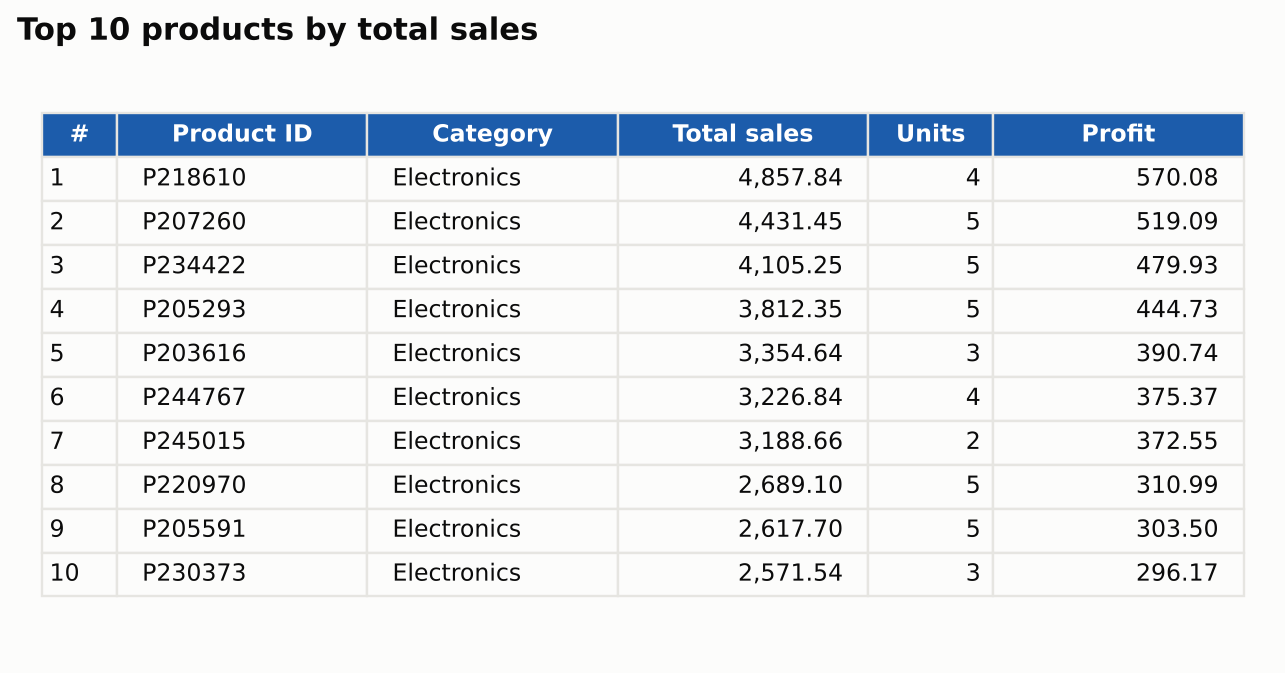 Top 10 products by total sales
# Product ID Category Total sales Units Profit
1 P218610 Electronics 4,857.84 4 570.08
2 P207260 Electronics 4,431.45 5 519.09
3 P234422 Electronics 4,105.25 5 479.93
4 P205293 Electronics 3,812.35 5 444.73
5 P203616 Electronics 3,354.64 3 390.74
6 P244767 Electronics 3,226.84 4 375.37
7 P245015 Electronics 3,188.66 2 372.55
8 P220970 Electronics 2,689.10 5 310.99
9 P205591 Electronics 2,617.70 5 303.50
10 P230373 Electronics 2,571.54 3 296.17